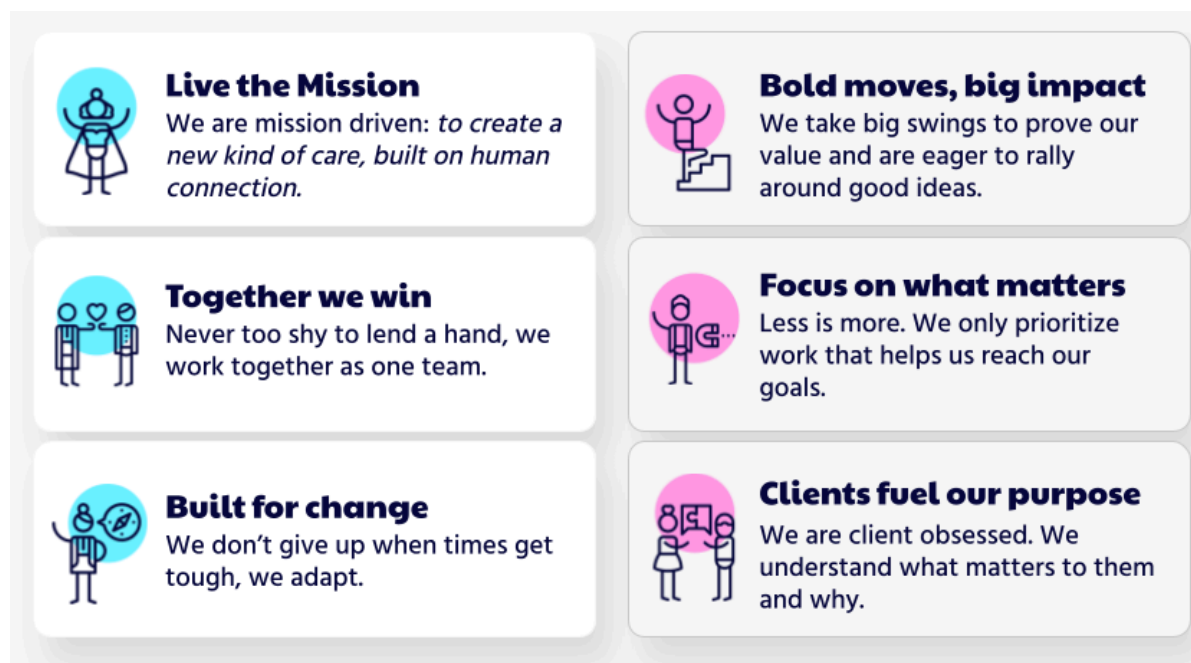 Live the Mission
We are mission driven: to create a
new kind of care, built on human
connection.
Bold moves, big impact
We take big swings to prove our
value and are eager to rally
around good ideas.
Together we win
Never too shy to lend a hand, we
work together as one team.
Focus on what matters
Less is more. We only prioritize
work that helps us reach our
goals.
Built for change
We don’t give up when times get
tough, we adapt.
Clients fuel our purpose
We are client obsessed. We
understand what matters to them
and why.